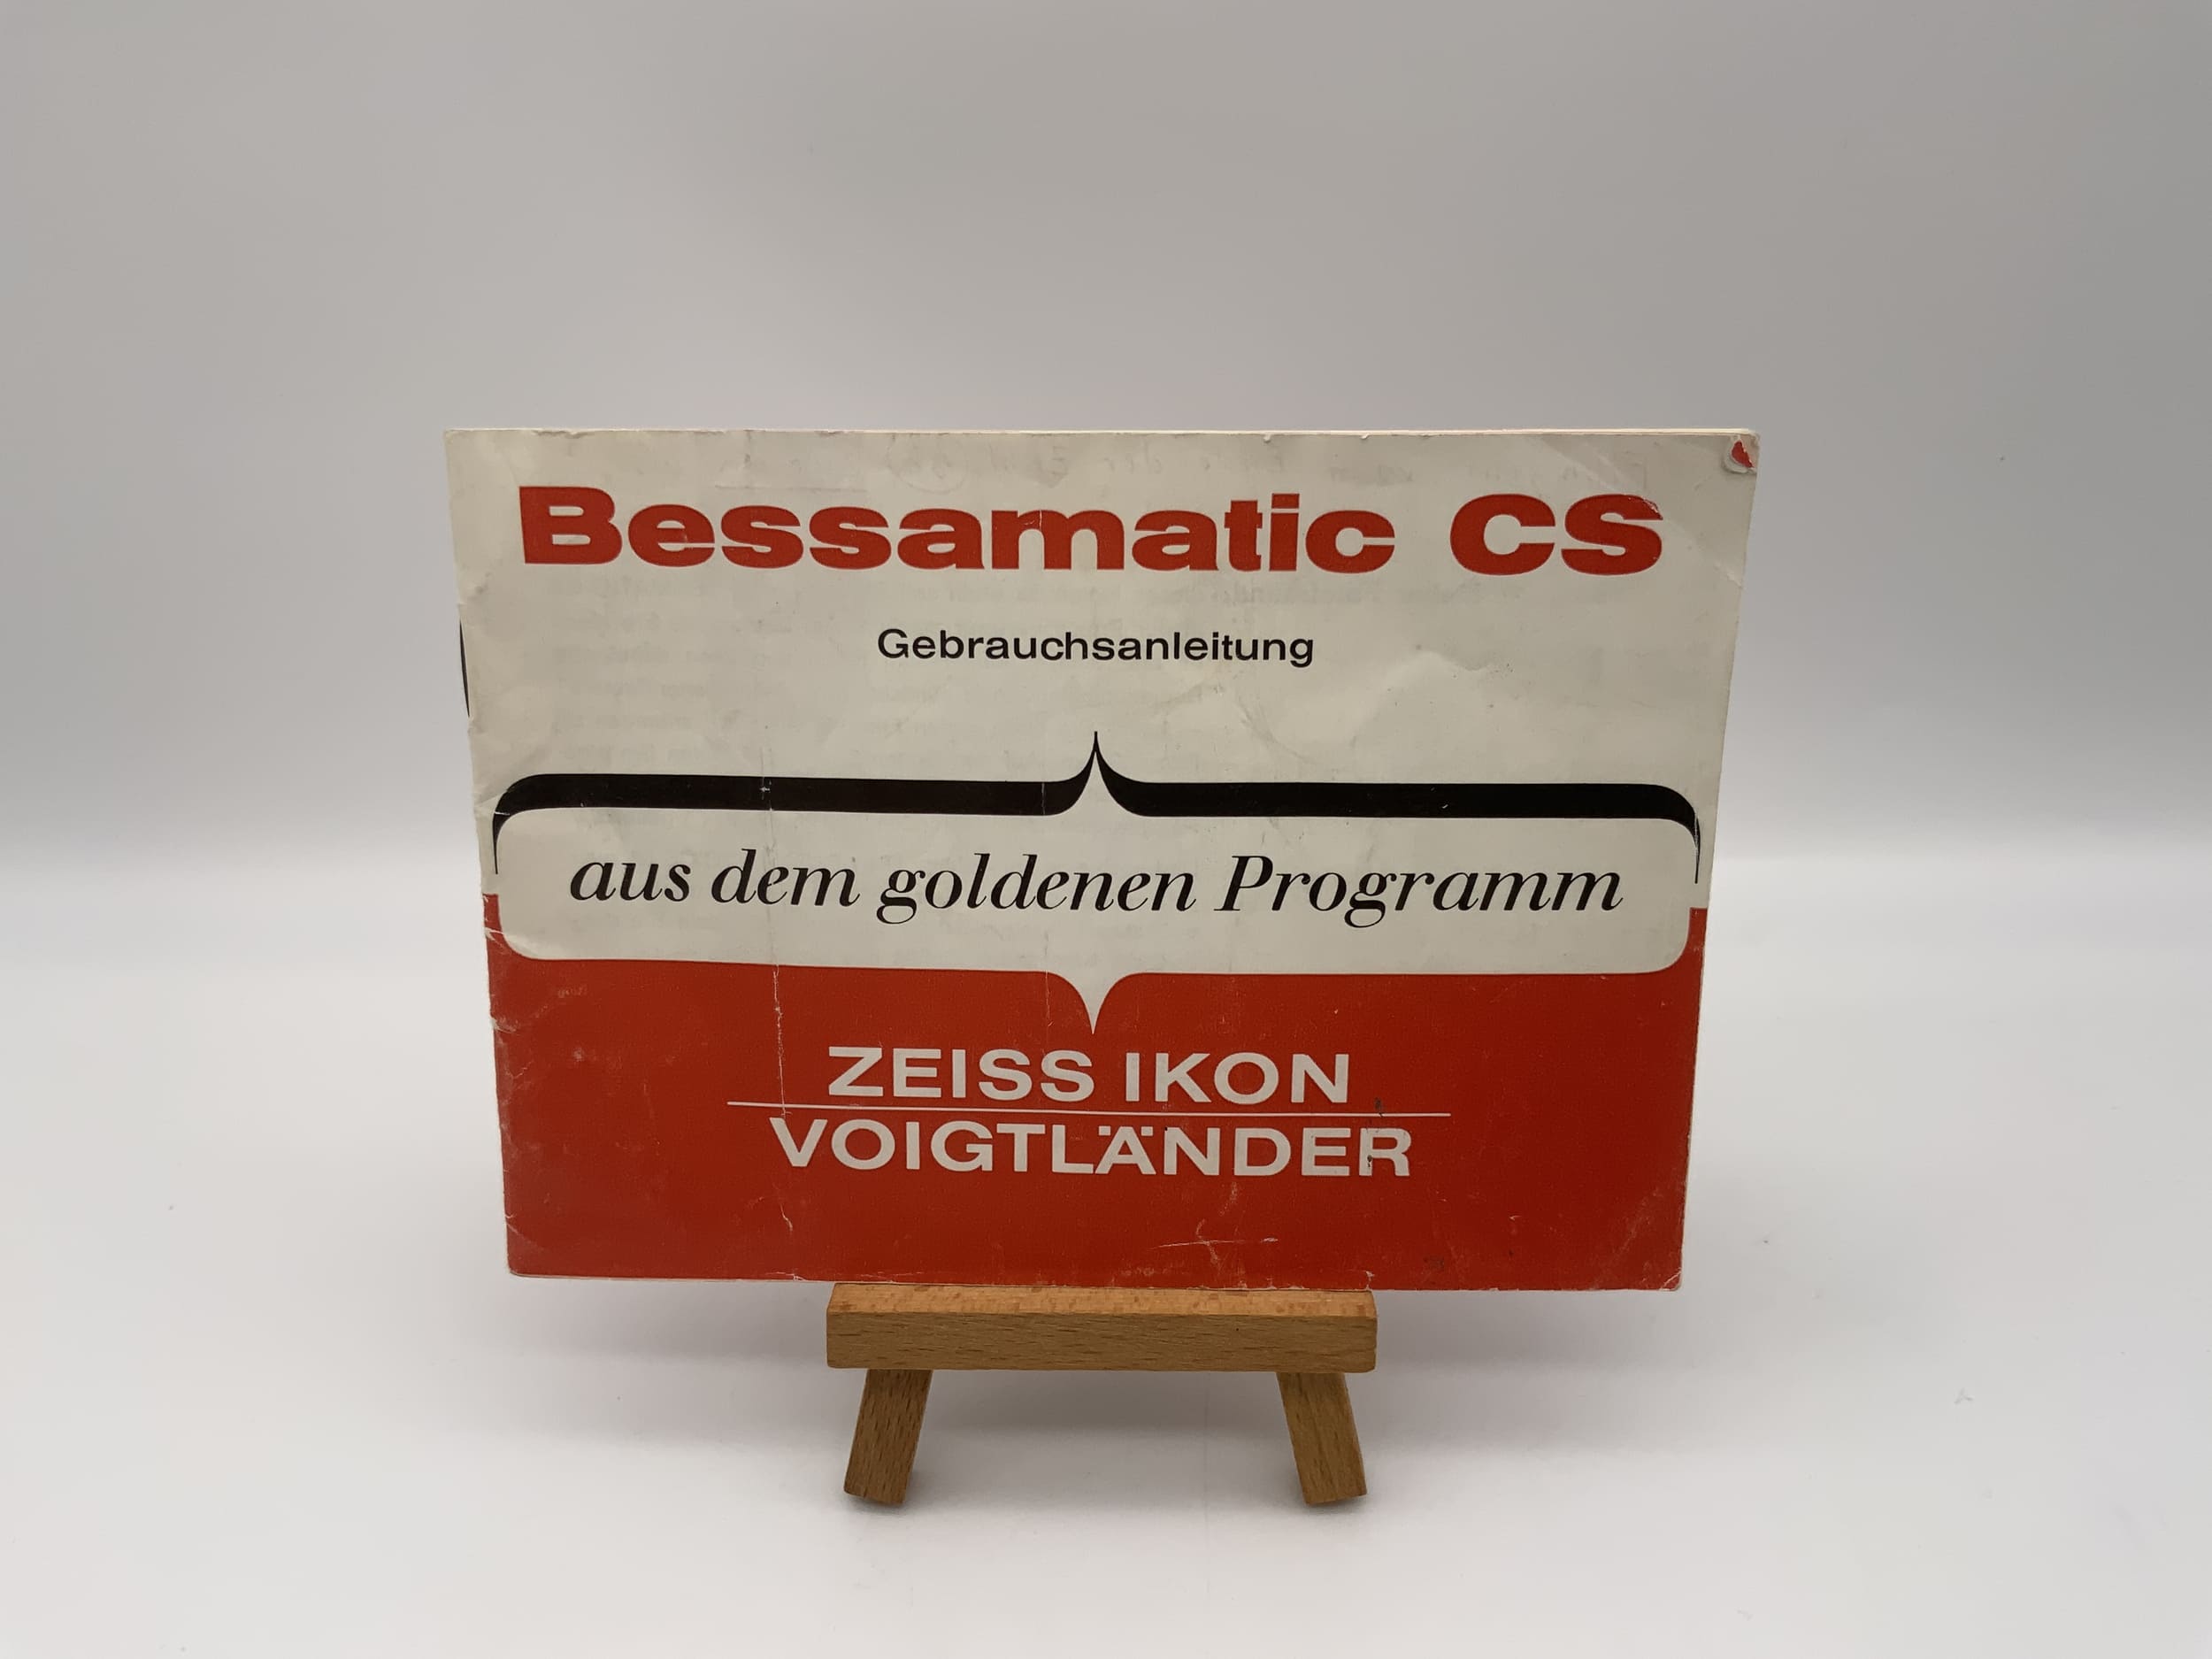 Bessamatic CS
Gebrauchsanleitung
aus dem goldenen Programm
ZEISS IKON
VOIGTLÄNDER